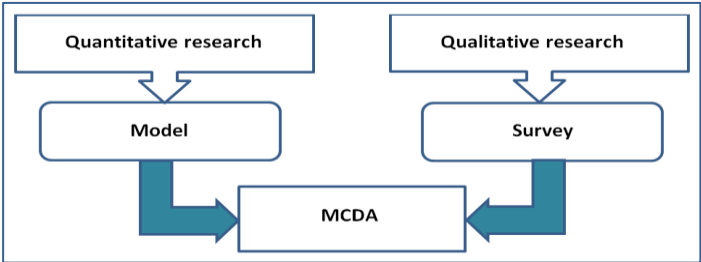 Quantitative research
Qualitative research
Model
Survey
MCDA